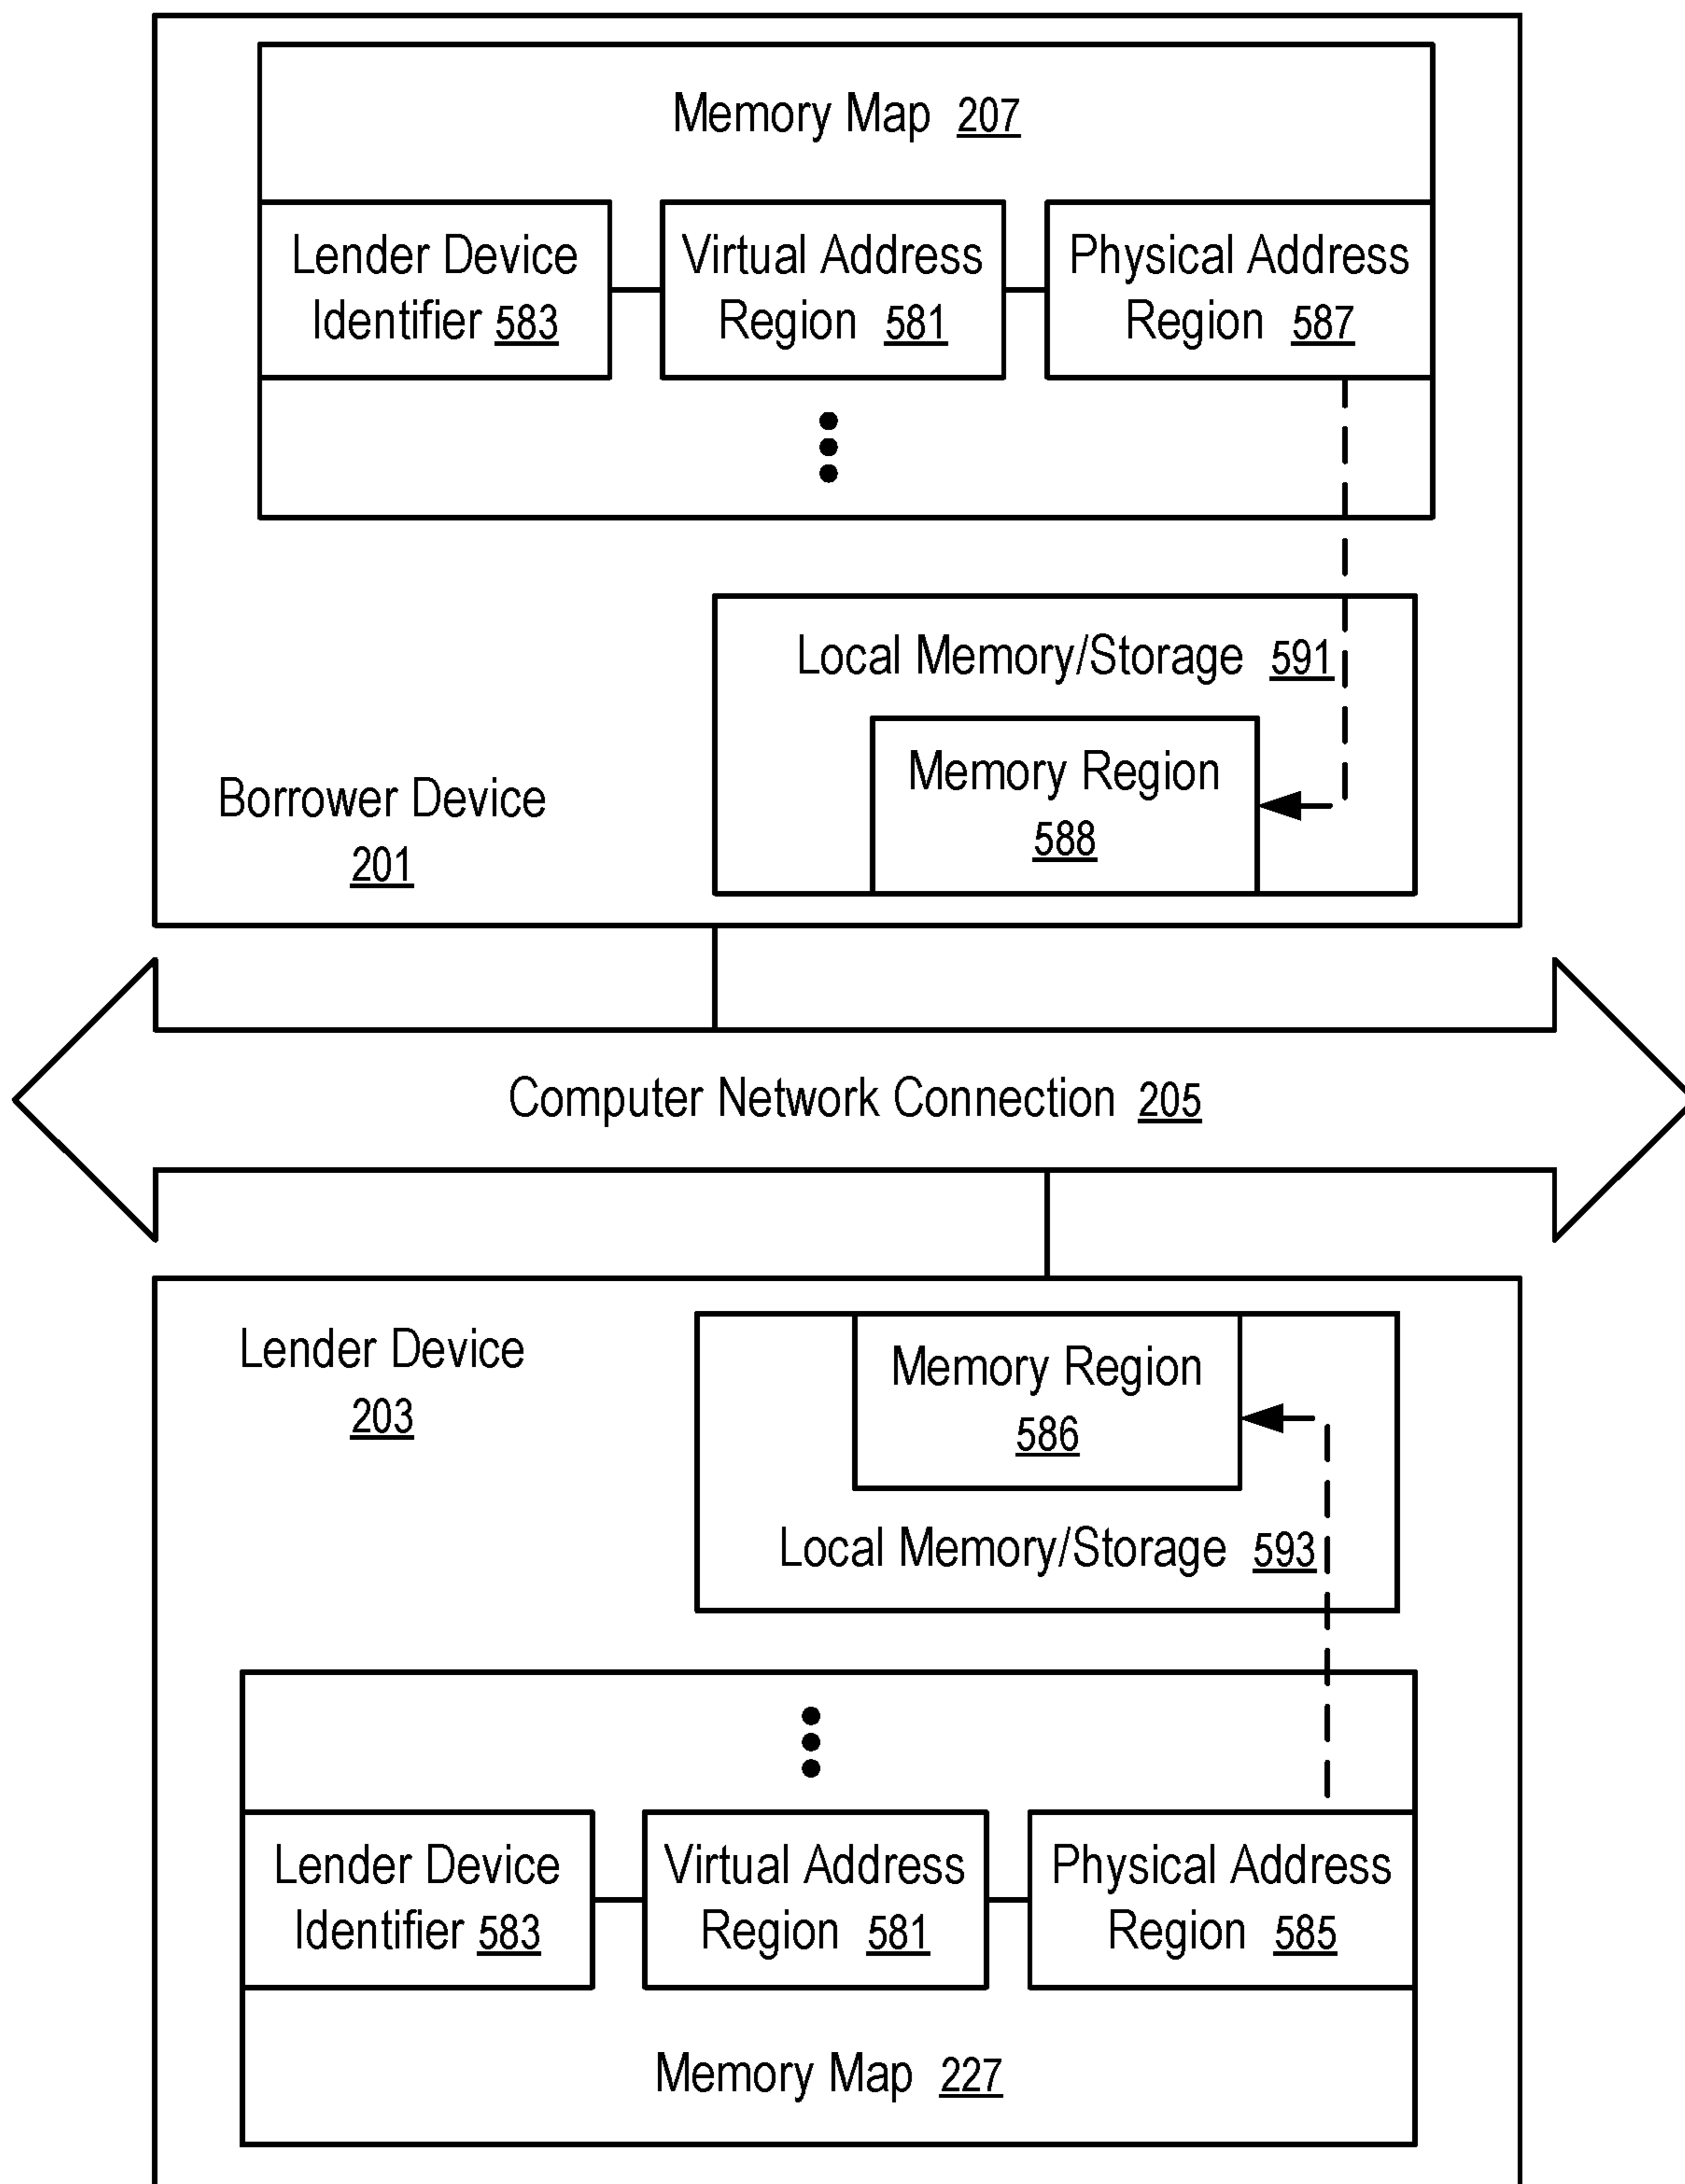 Memory Map 207
Lender Device
Identifier 583
Virtual Address
Region 581
Physical Address
Region 587
Local Memory/Storage 591
Memory Region
588
Borrower Device
201
Computer Network Connection 205
Lender Device
203
Memory Region
586
Local Memory/Storage 593
Lender Device
Identifier 583
Virtual Address
Region 581
Physical Address
Region 585
Memory Map 227